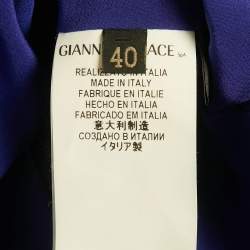 GIANN
ACE
SpA
40
REALIZZATO IN ITALIA
MADE IN ITALY
FABRIQUE EN ITALIE
HECHO EN ITALIA
FABRICADO EM ITALIA
意大利制造
СОЗДАНО В ИТАЛИИ
イタリア製